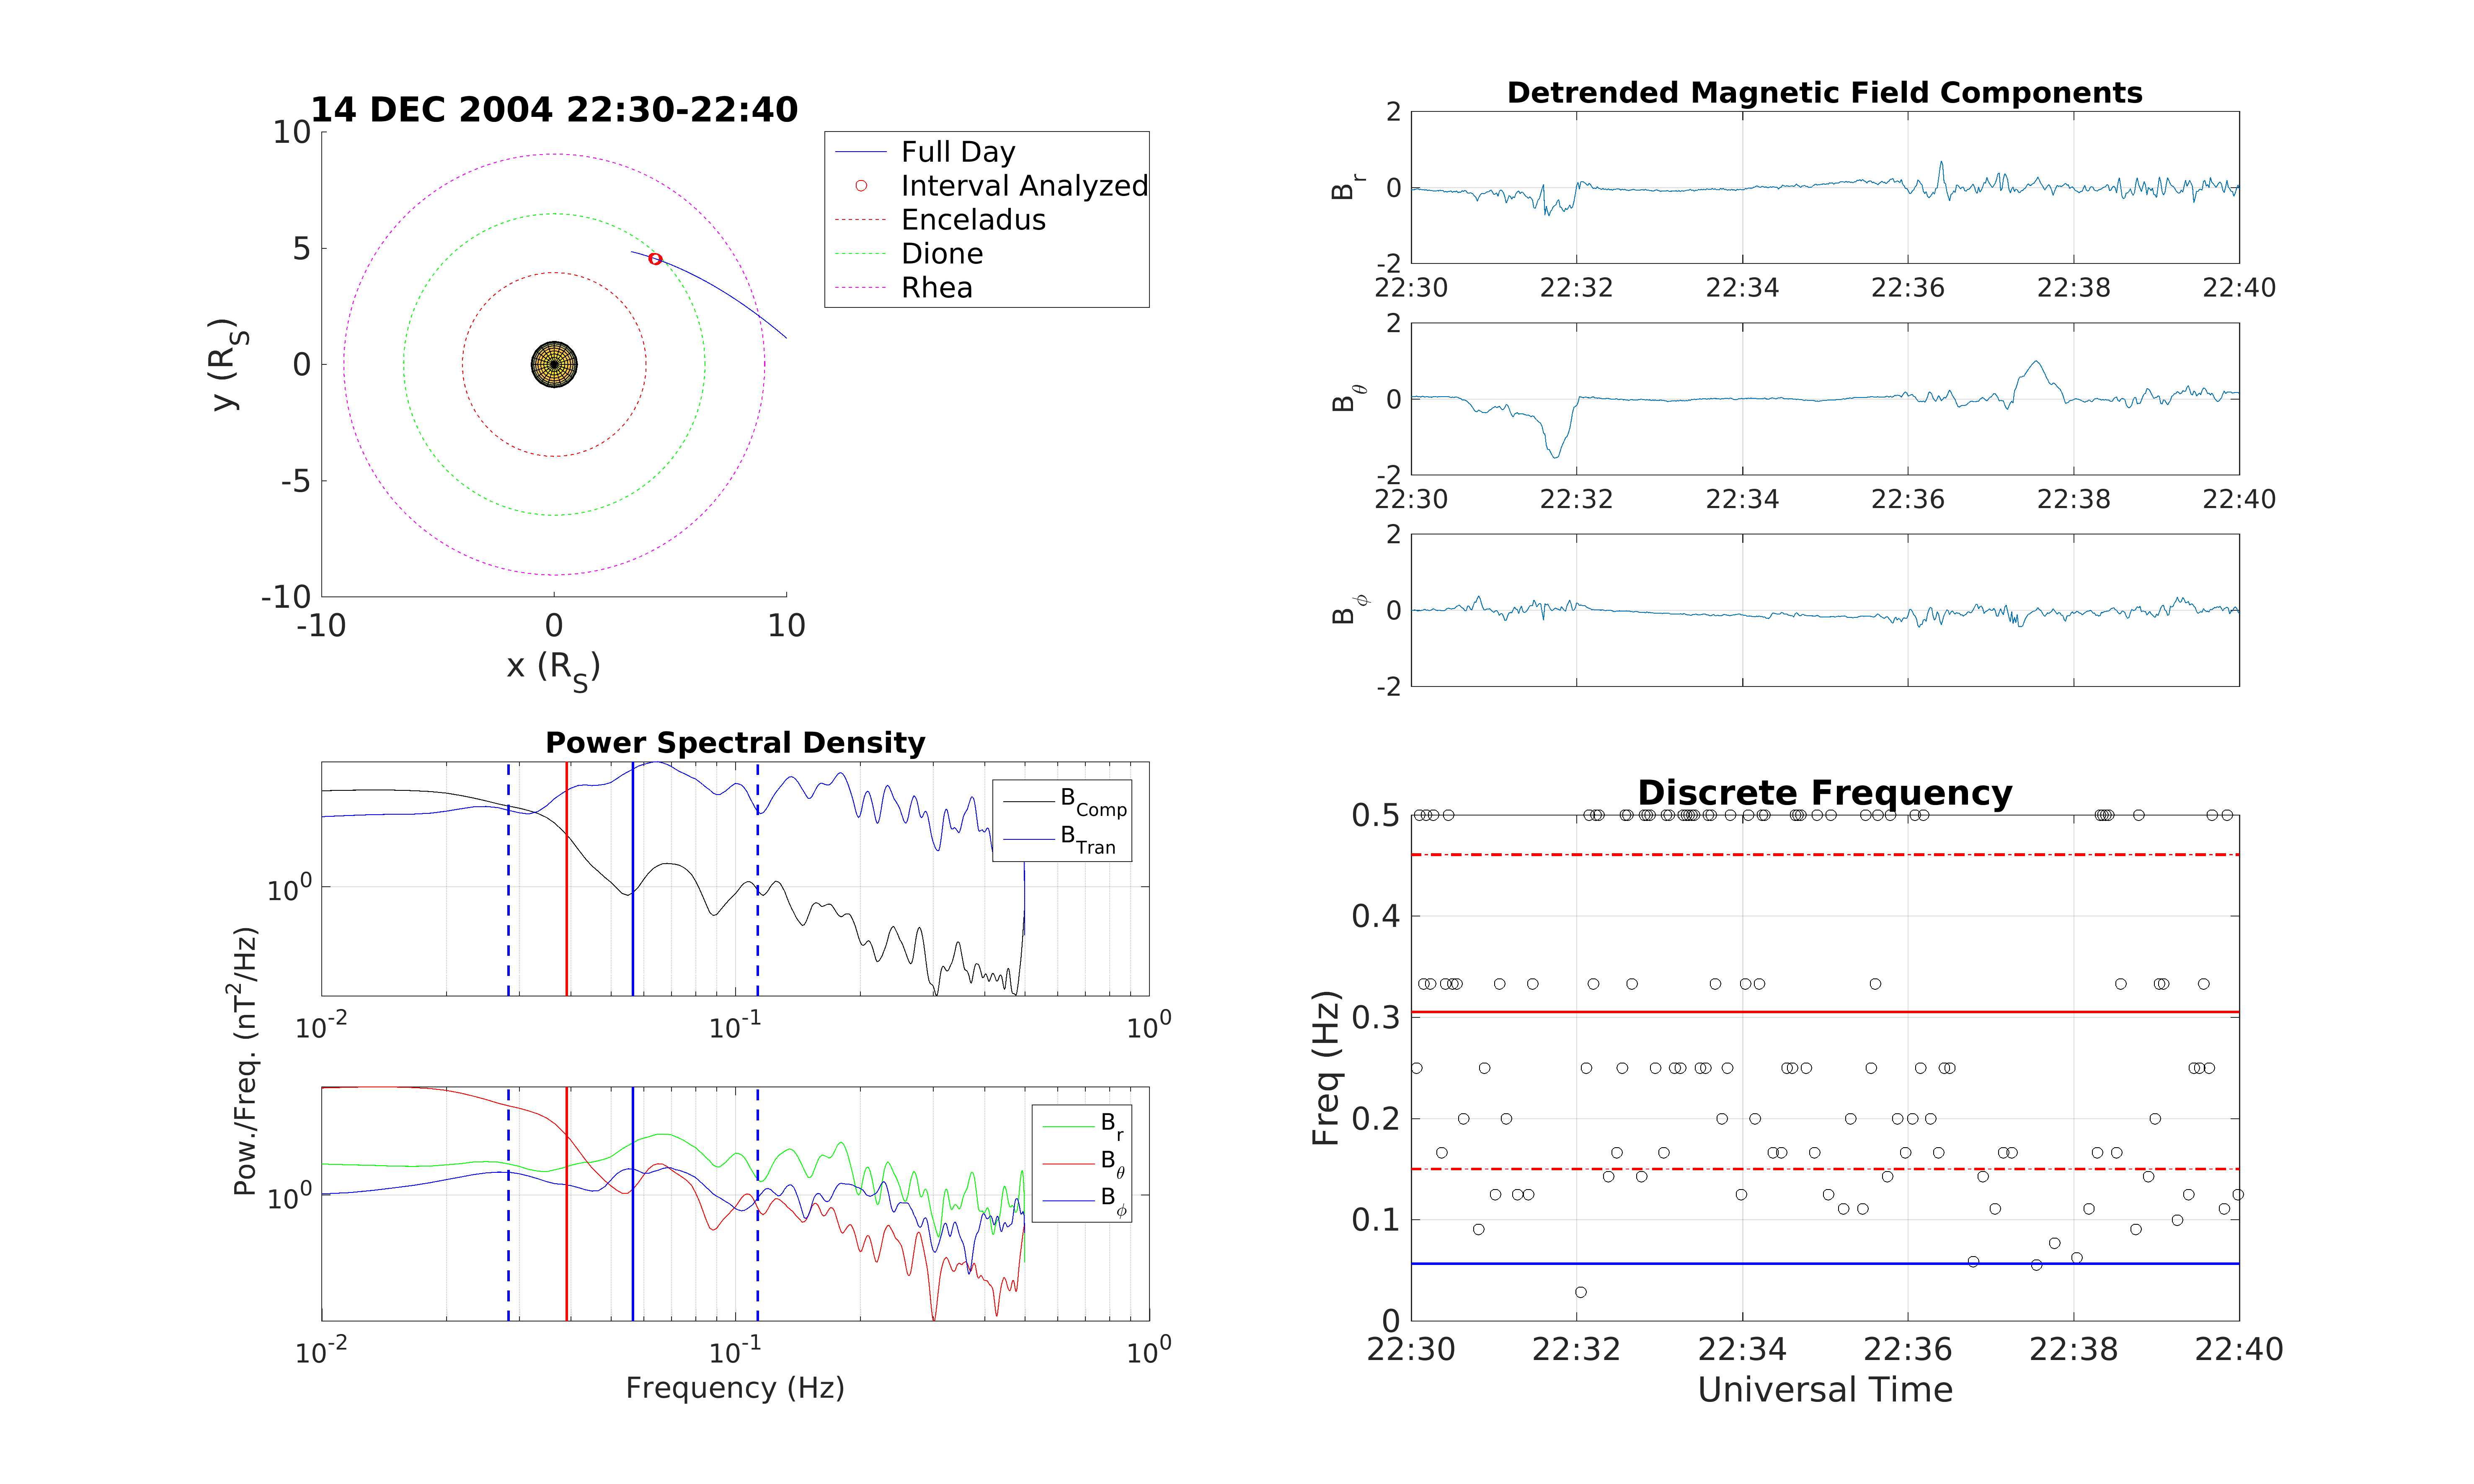 14 DEC 2004 22:30-22:40
10
5
0
-5
-10
y (R_S)
-10 0 10
x (R_S)
Full Day
Interval Analyzed
Enceladus
Dione
Rhea
Detrended Magnetic Field Components
2
0
-2
B_r
22:30 22:32 22:34 22:36 22:38 22:40
2
0
-2
B_θ
22:30 22:32 22:34 22:36 22:38 22:40
2
0
-2
B_ϕ
Power Spectral Density
10^0
B_Comp
B_Tran
10^-2 10^-1 10^0
Pow./Freq. (nT^2/Hz)
10^0
B_r
B_θ
B_ϕ
10^-2 10^-1 10^0
Frequency (Hz)
Discrete Frequency
0.5
0.4
0.3
0.2
0.1
0
Freq (Hz)
22:30 22:32 22:34 22:36 22:38 22:40
Universal Time